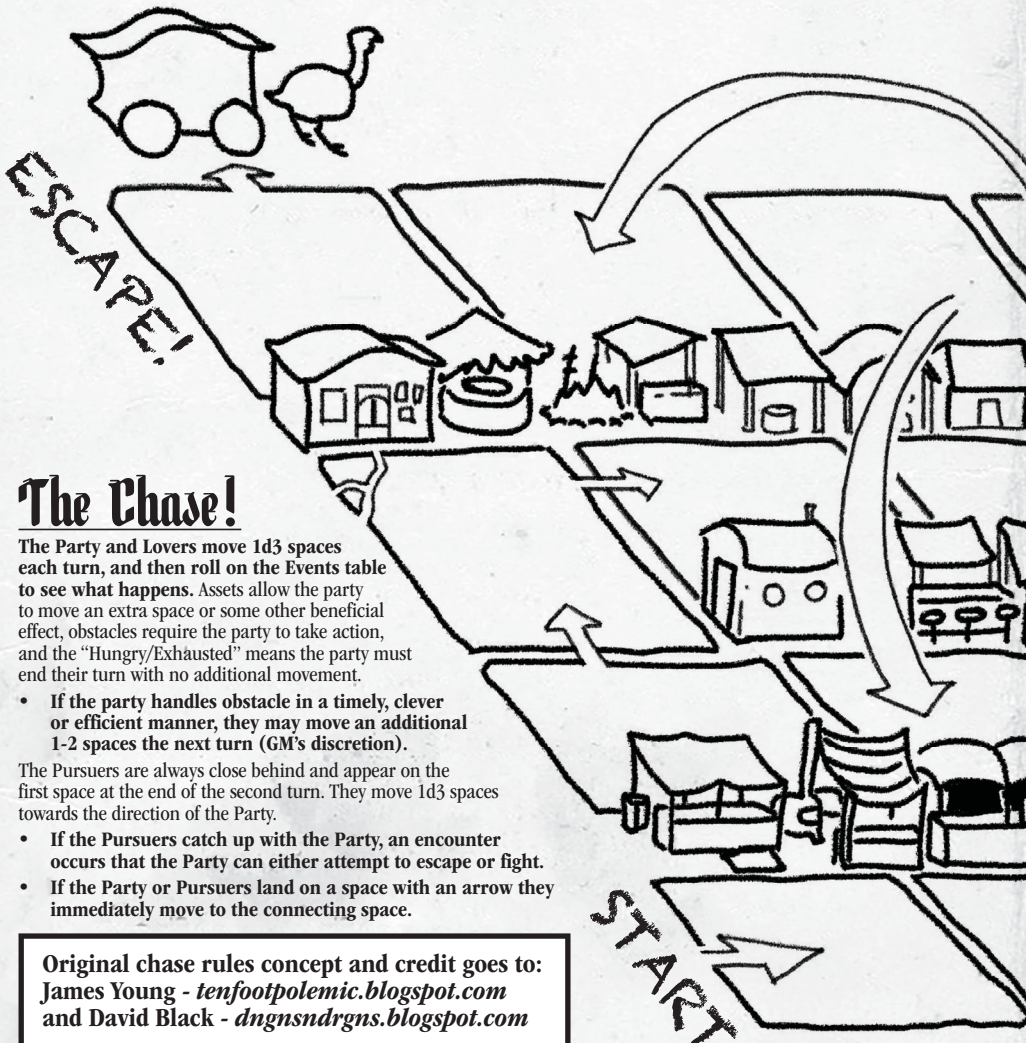 ESCAPE!
The Chase!
The Party and Lovers move 1d3 spaces
each turn, and then roll on the Events table
to see what happens. Assets allow the party
to move an extra space or some other beneficial
effect, obstacles require the party to take action,
and the “Hungry/Exhausted” means the party must
end their turn with no additional movement.
• If the party handles obstacle in a timely, clever
or efficient manner, they may move an additional
1-2 spaces the next turn (GM’s discretion).
The Pursuers are always close behind and appear on the
first space at the end of the second turn. They move 1d3 spaces
towards the direction of the Party.
• If the Pursuers catch up with the Party, an encounter
occurs that the Party can either attempt to escape or fight.
• If the Party or Pursuers land on a space with an arrow they
immediately move to the connecting space.
START
Original chase rules concept and credit goes to:
James Young - tenfootpolemic.blogspot.com
and David Black - dngnsndrgns.blogspot.com